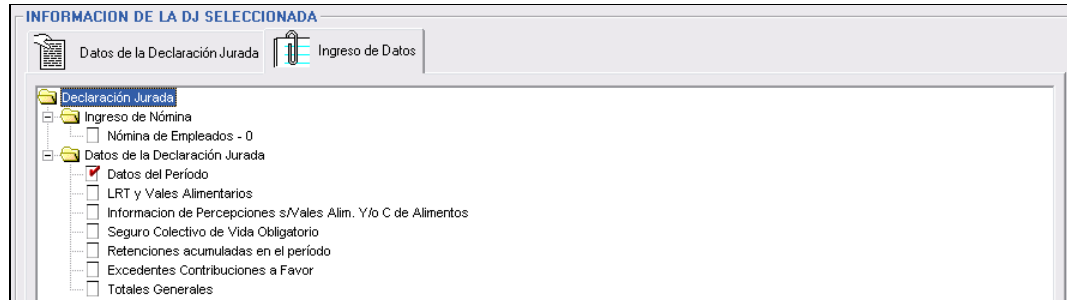 INFORMACION DE LA DJ SELECCIONADA
Datos de la Declaración Jurada Ingreso de Datos
Declaración Jurada
Ingreso de Nómina
Nómina de Empleados - 0
Datos de la Declaración Jurada
Datos del Período
LRT y Vales Alimentarios
Informacion de Percepciones s/Vales Alim. Y/o C de Alimentos
Seguro Colectivo de Vida Obligatorio
Retenciones acumuladas en el período
Excedentes Contribuciones a Favor
Totales Generales